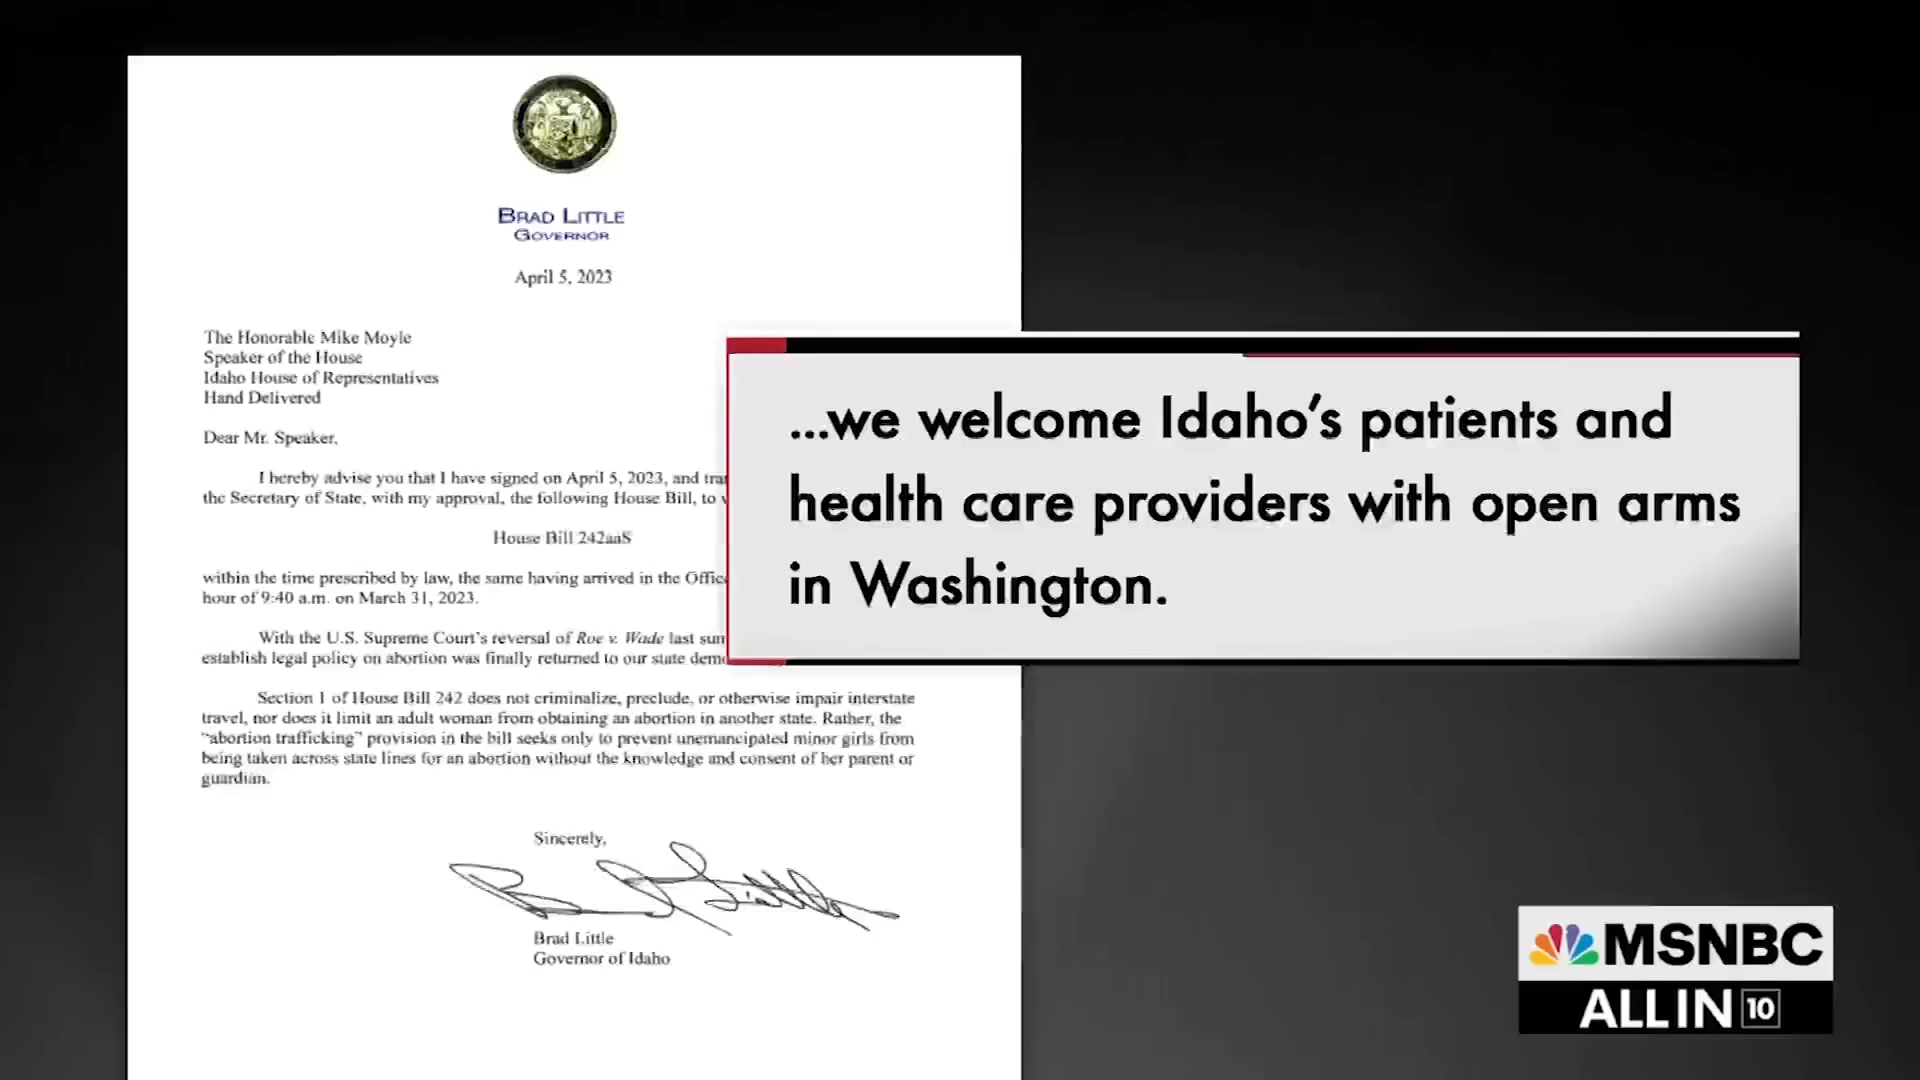 BRAD LITTLE
GOVERNOR
April 5, 2023
The Honorable Mike Moyle
Speaker of the House
Idaho House of Representatives
Hand Delivered
Dear Mr. Speaker,
I hereby advise you that I have signed on April 5, 2023, and
the Secretary of State, with my approval, the following House Bill, to
House Bill 242aaS
within the time prescribed by law, the same having arrived in the
hour of 9:40 a.m. on March 31, 2023.
With the U.S. Supreme Court's reversal of Roe v. Wade last
establish legal policy on abortion was finally returned to our state
Section 1 of House Bill 242 does not criminalize, preclude, or otherwise impair interstate
travel, nor does it limit an adult woman from obtaining an abortion in another state. Rather, the
“abortion trafficking” provision in the bill seeks only to prevent unemancipated minor girls from
being taken across state lines for an abortion without the knowledge and consent of her parent or
guardian.
Sincerely,
Brad Little
Governor of Idaho
...we welcome Idaho’s patients and
health care providers with open arms
in Washington.
MSNBC
ALL IN 10